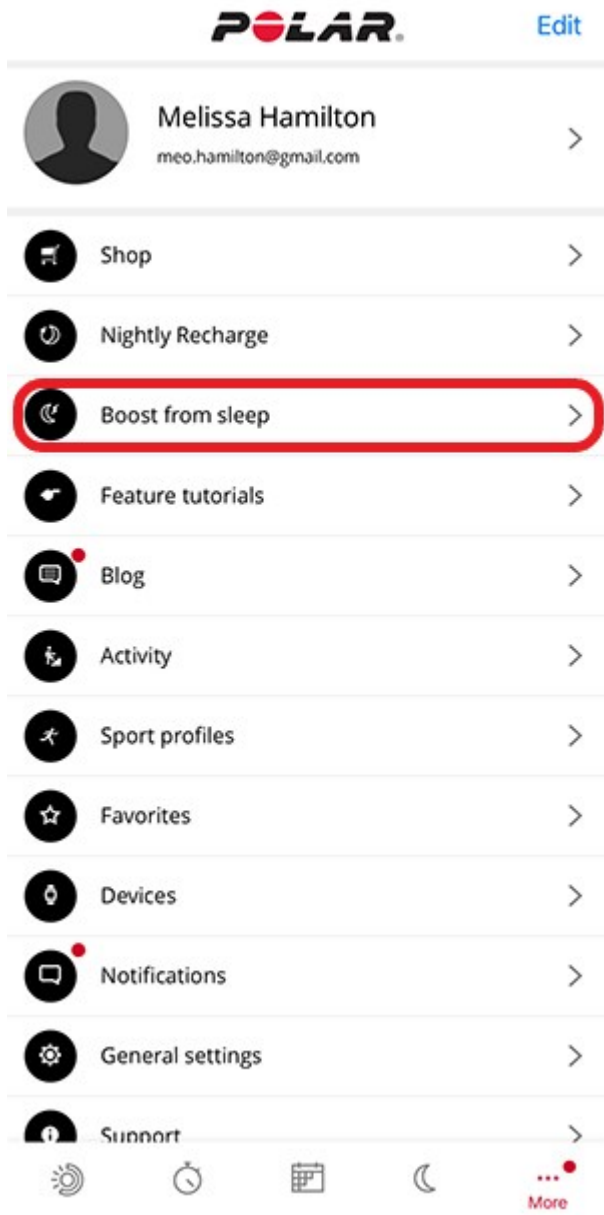 POLAR.
Edit
Melissa Hamilton
meo.hamilton@gmail.com
Shop
Nightly Recharge
Boost from sleep
Feature tutorials
Blog
Activity
Sport profiles
Favorites
Devices
Notifications
General settings
Support
More